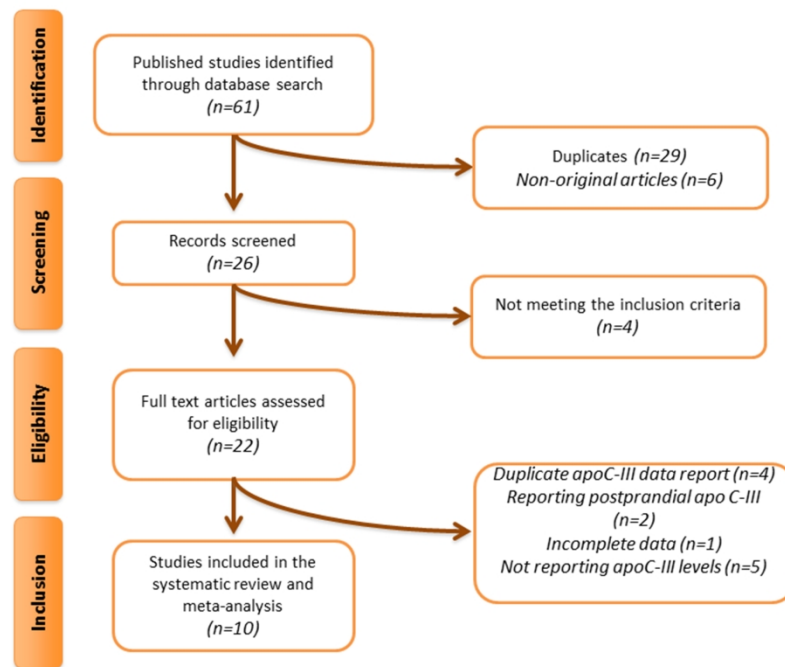 Identification
Published studies identified
through database search
(n=61)
Duplicates (n=29)
Non-original articles (n=6)
Screening
Records screened
(n=26)
Not meeting the inclusion criteria
(n=4)
Eligibility
Full text articles assessed
for eligibility
(n=22)
Duplicate apoC-III data report (n=4)
Reporting postprandial apo C-III
(n=2)
Incomplete data (n=1)
Not reporting apoC-III levels (n=5)
Inclusion
Studies included in the
systematic review and
meta-analysis
(n=10)